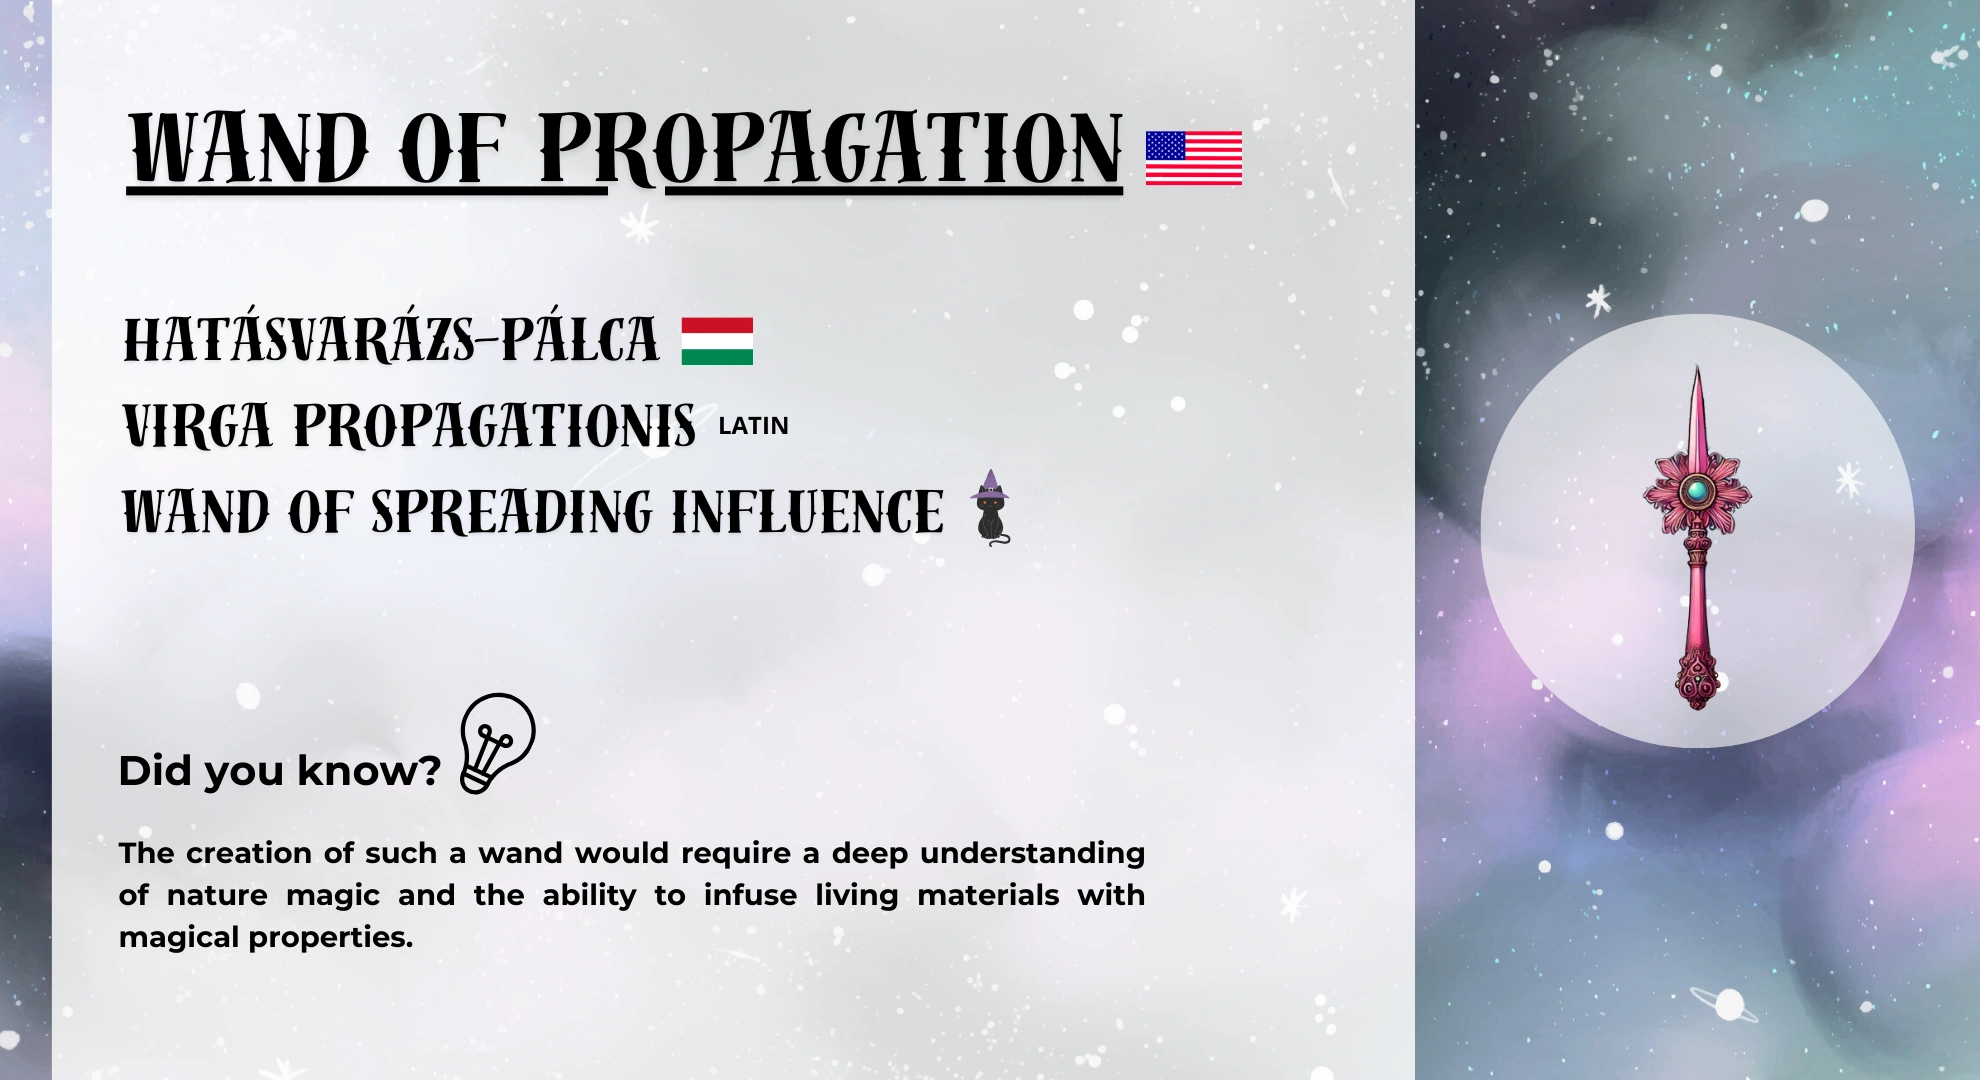 WAND OF PROPAGATION
HATÁSVARÁZS-PÁLCA
VIRGA PROPAGATIONIS LATIN
WAND OF SPREADING INFLUENCE
Did you know?
The creation of such a wand would require a deep understanding
of nature magic and the ability to infuse living materials with
magical properties.